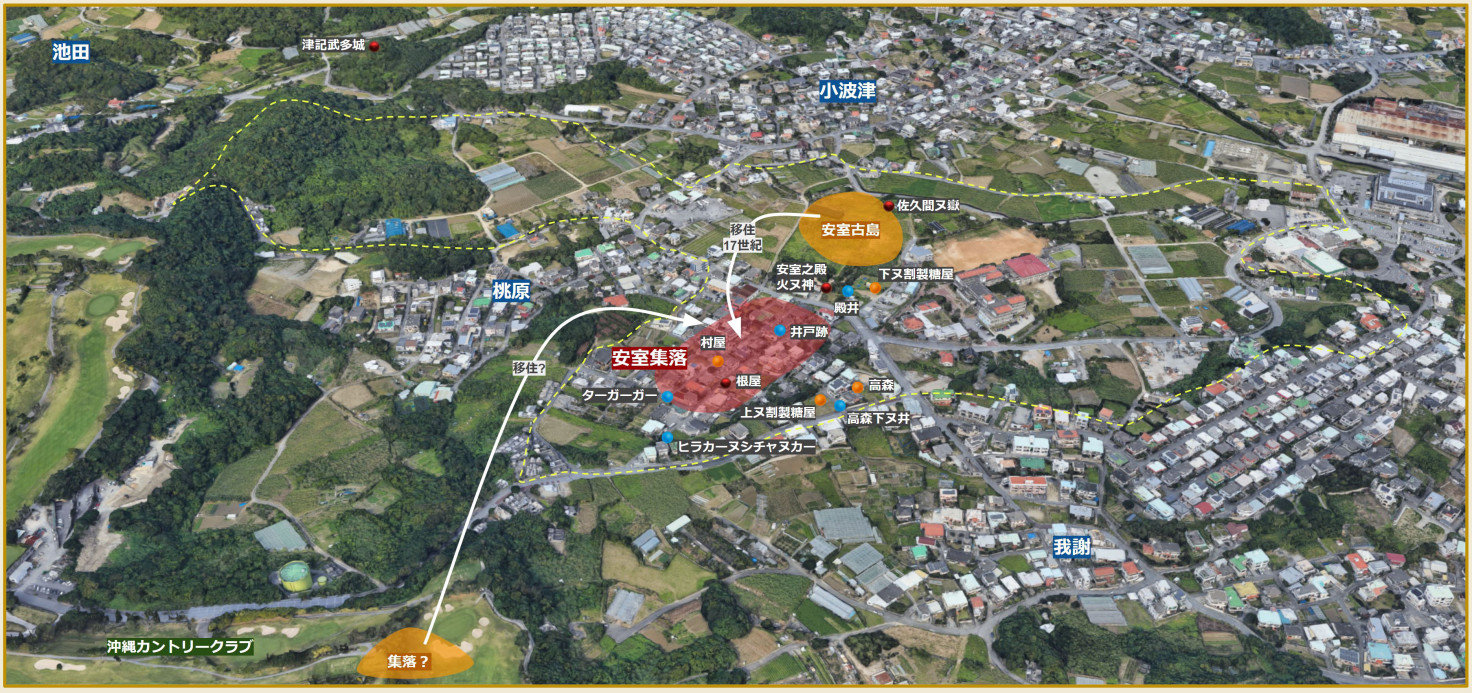 池田
津記武多城
小波津
佐久間ヌ嶽
移住
17世紀
安室古島
安室之殿
火ヌ神
下ヌ割製糖屋
桃原
殿井
井戸跡
村屋
安室集落
移住?
根屋
高森
ターガーガー
上ヌ割製糖屋
高森下ヌ井
ヒラカーヌシチャヌカー
我謝
沖縄カントリークラブ
集落？